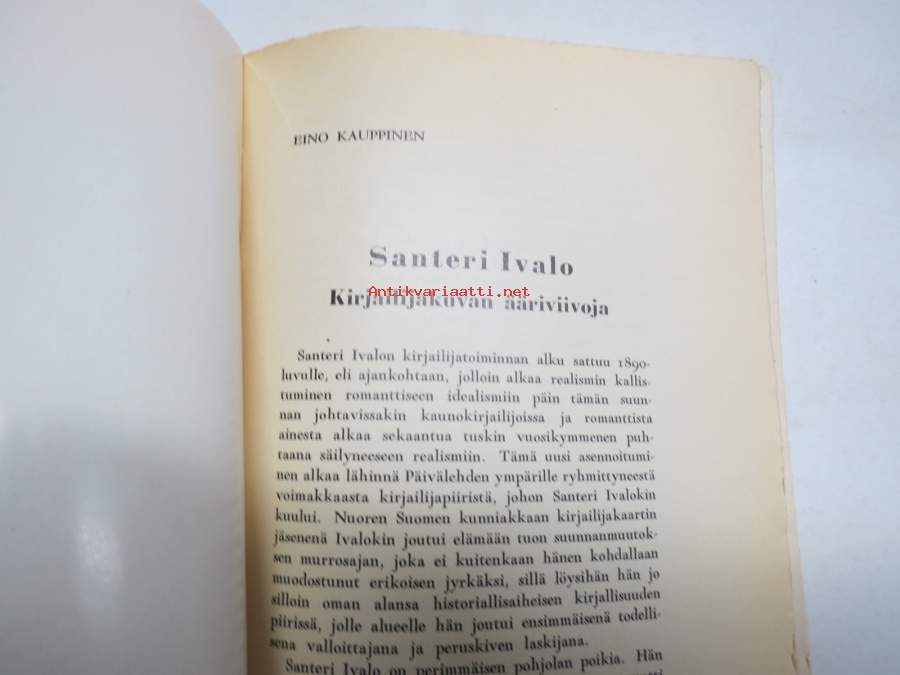 EINO KAUPPINEN
Santeri Ivalo
Antikvariaatti.net
Kirjailijakuvan ääriviivoja
Santeri Ivalon kirjailijatoiminnan alku sattuu 1890-
luvulle, eli ajankohtaan, jolloin alkaa realismin kallis-
tuminen romanttiseen idealismiin päin tämän suun-
nan johtavissakin kaunokirjailijoissa ja romanttista
ainesta alkaa sekaantua tuskin vuosikymmenen puh-
taana säilyneeseen realismiin. Tämä uusi asennoitumi-
nen alkaa lähinnä Päivälehden ympärille ryhmittyneestä
voimakkaasta kirjailijapiiristä, johon Santeri Ivalokin
kuului. Nuoren Suomen kunniakkaan kirjailijakaartin
jäsenenä Ivalokin joutui elämään tuon suunnanmuutok-
sen murrosajan, joka ei kuitenkaan hänen kohdallaan
muodostunut erikoisen jyrkäksi, sillä löysihän hän jo
silloin oman alansa historiallisaiheisen kirjallisuuden
piirissä, jolle alueelle hän joutui ensimmäisenä todelli-
sena valloittajana ja peruskiven laskijana.
Santeri Ivalo on perimmäisen pohjolan poikia. Hän